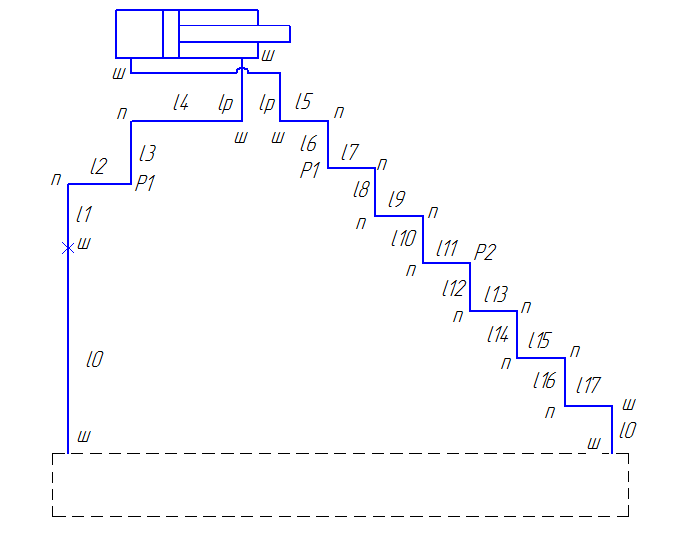 ш
ш
п
l4
lр
lр
l5
п
ш
ш
l3
l6
l7
п
l2
P1
P1
п
l8
l9
l1
п
п
ш
l10
l11
P2
п
l12
l13
п
п
l14
l15
п
l0
п
l16
l17
п
ш
ш
l0
ш